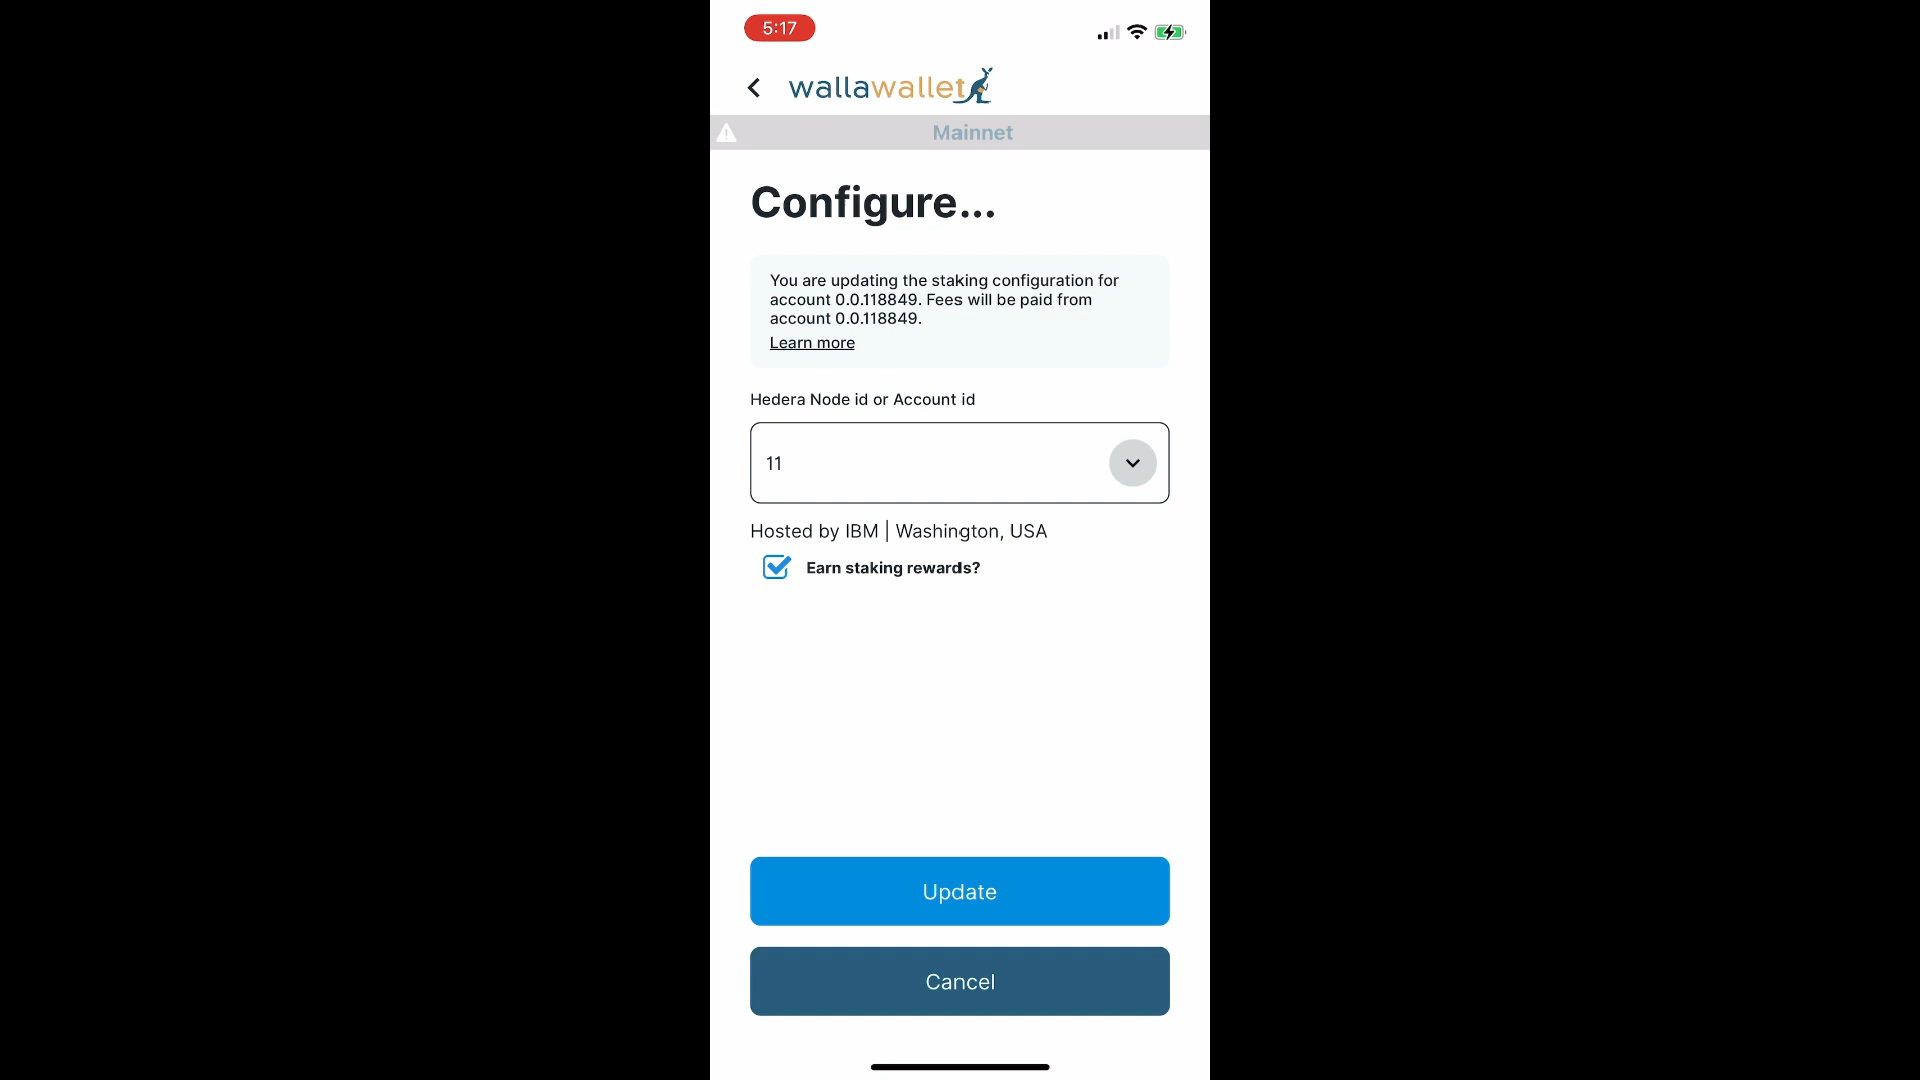 5:17
wallawallet
Mainnet
Configure...
You are updating the staking configuration for
account 0.0.118849. Fees will be paid from
account 0.0.118849.
Learn more
Hedera Node id or Account id
11
Hosted by IBM | Washington, USA
Earn staking rewards?
Update
Cancel